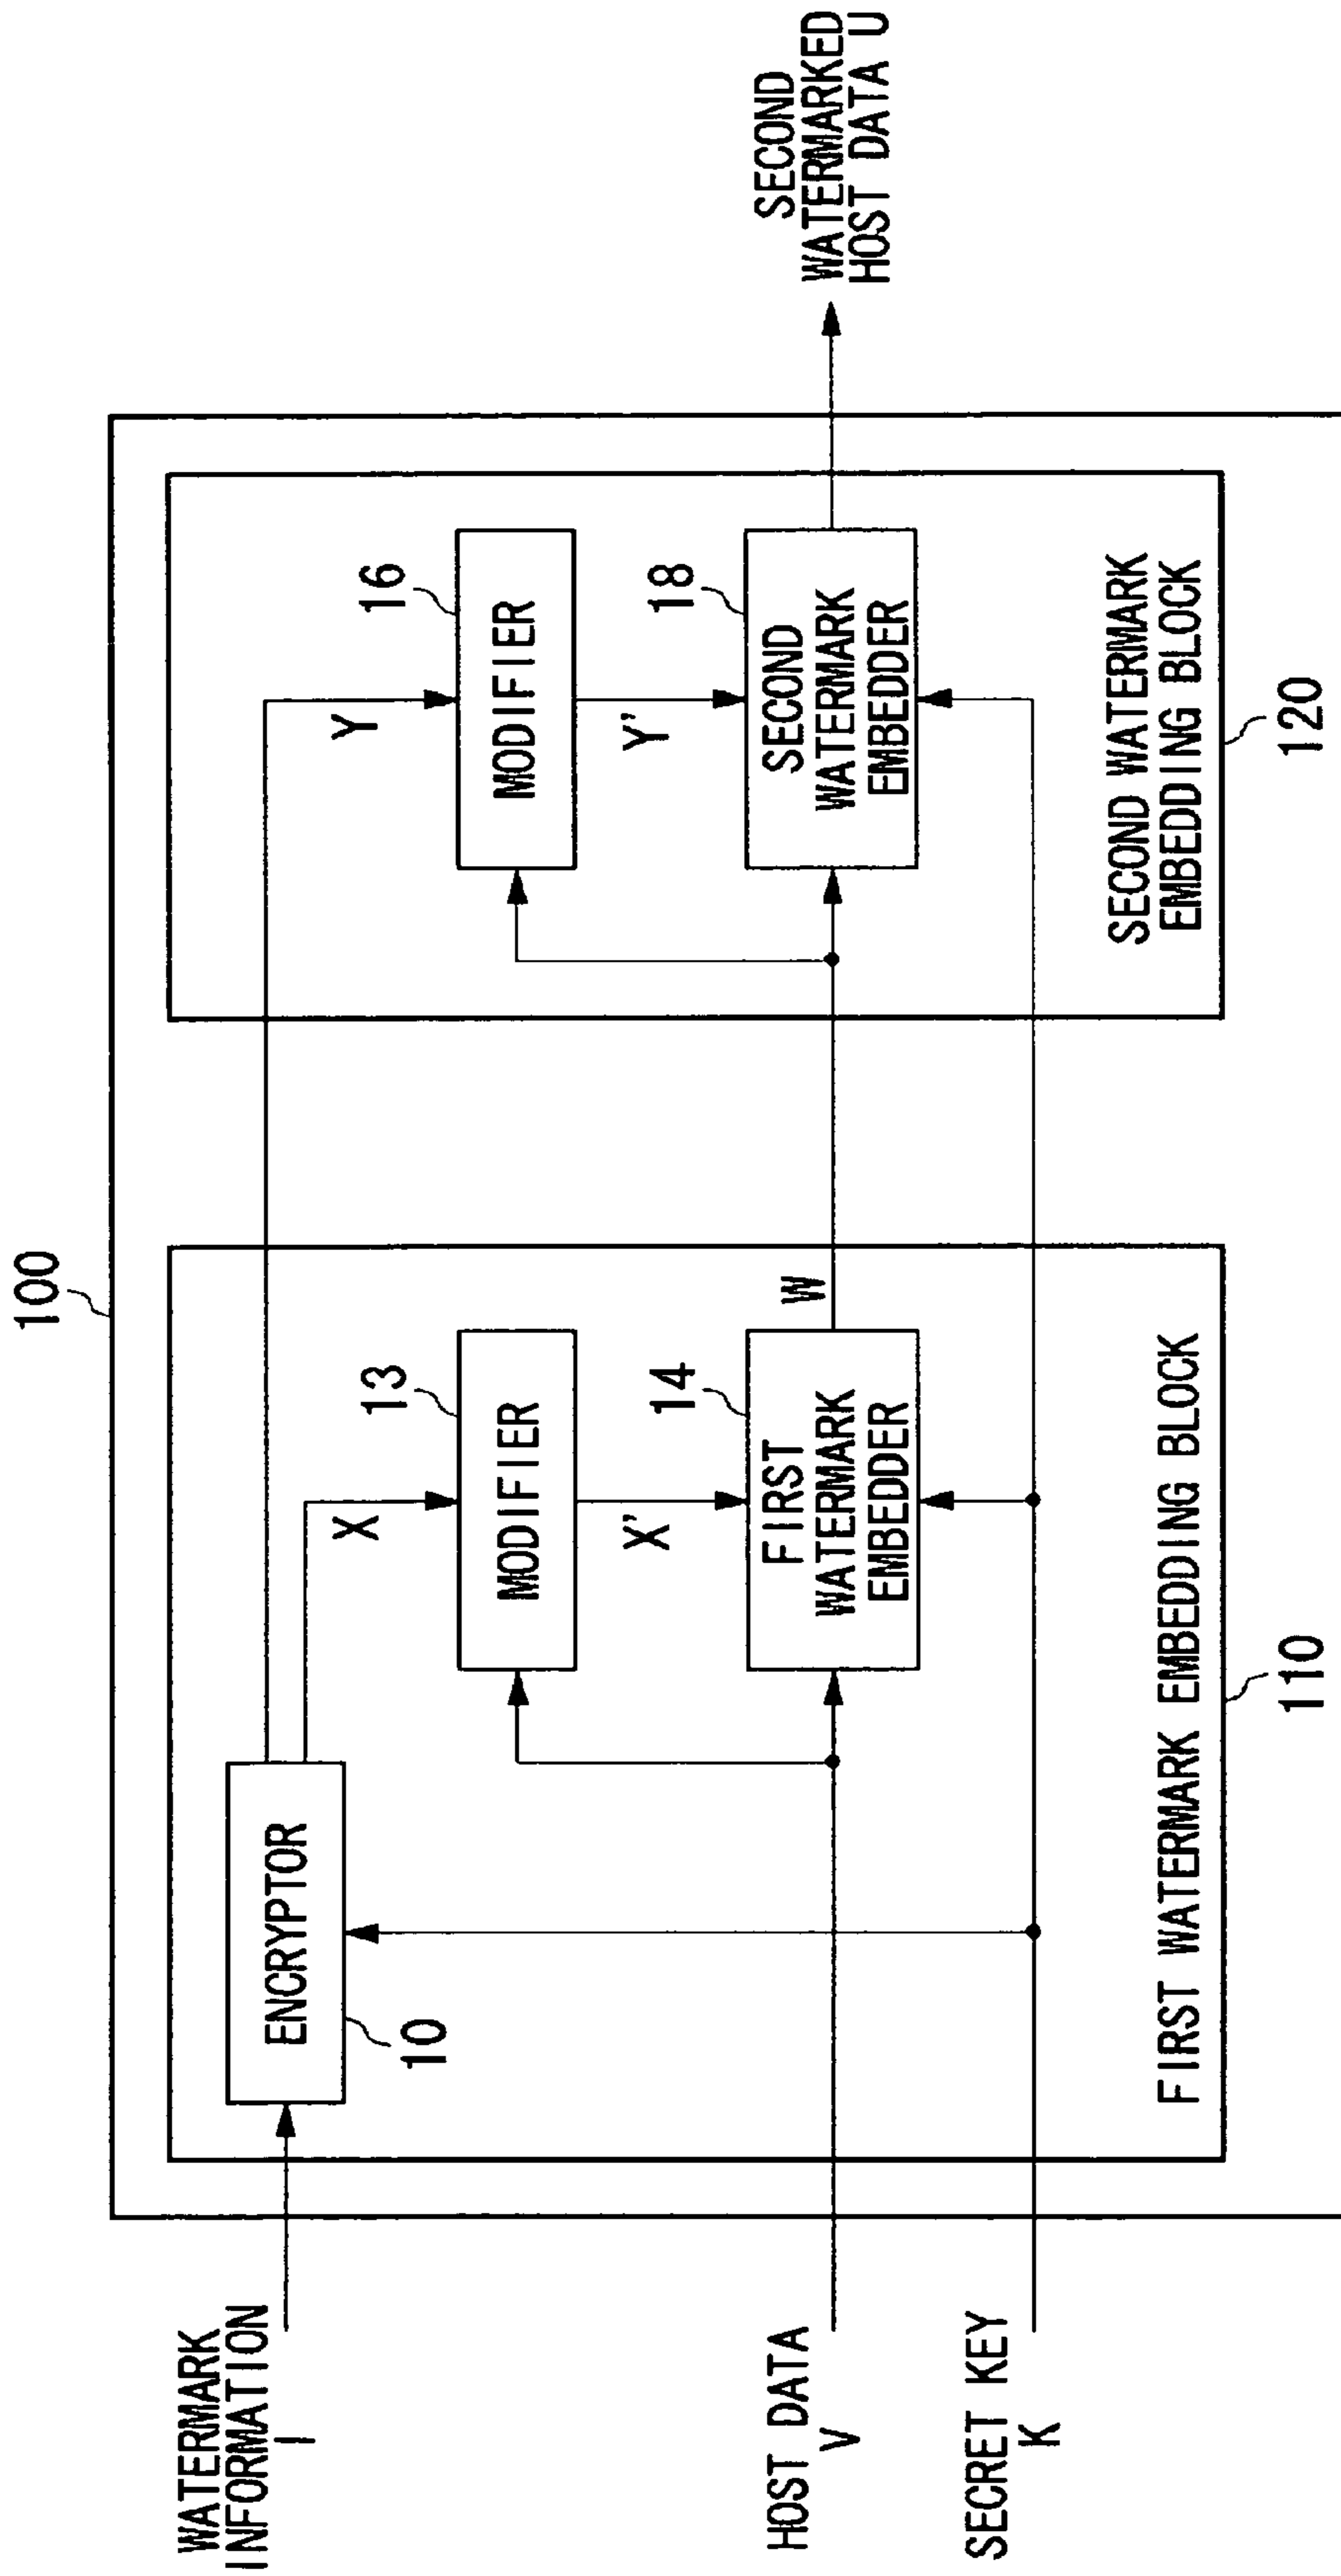 100
WATERMARK
INFORMATION
I
ENCRYPTOR
10
X
Y
MODIFIER
13
MODIFIER
16
X'
Y'
HOST DATA
V
FIRST
WATERMARK
EMBEDDER
14
W
SECOND
WATERMARK
EMBEDDER
18
SECOND
WATERMARKED
HOST DATA U
SECRET KEY
K
FIRST WATERMARK EMBEDDING BLOCK
110
SECOND WATERMARK
EMBEDDING BLOCK
120